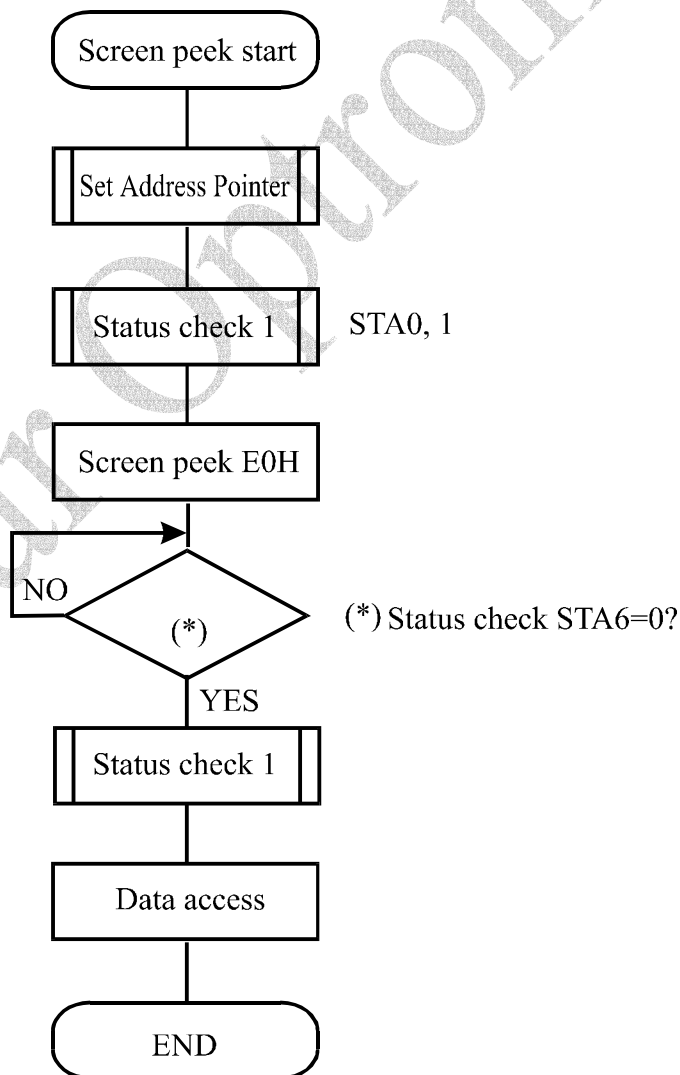 Screen peek start
Set Address Pointer
Status check 1
STA0, 1
Screen peek E0H
NO
(*)
(*) Status check STA6=0?
YES
Status check 1
Data access
END